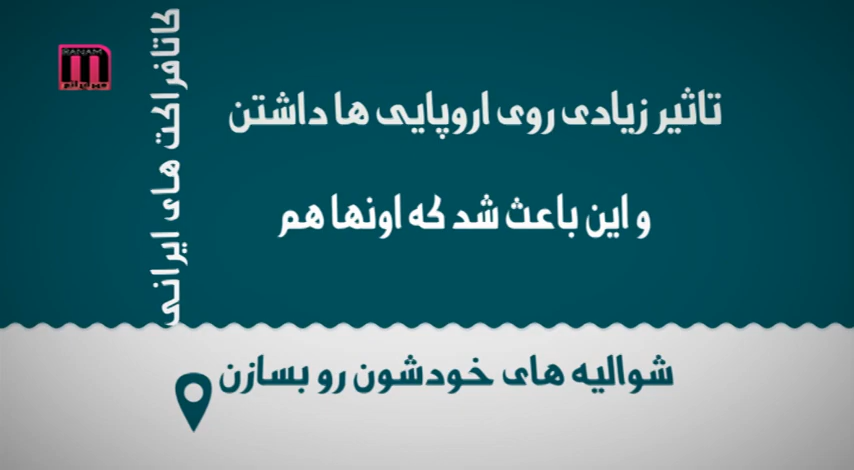 کاتافراکت های ایرانی
تاثیر زیادی روی اروپایی ها داشتن
و این باعث شد که اونها هم
شوالیه های خودشون رو بسازن
RANAM